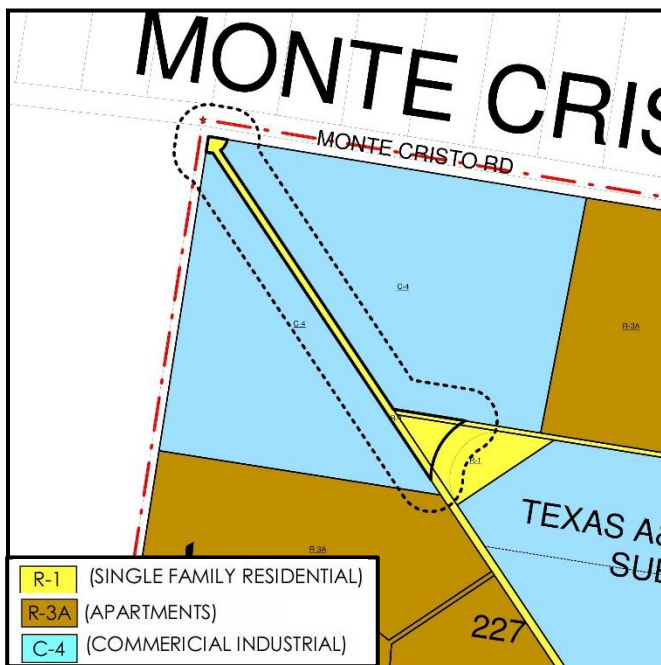 MONTE CRIS
MONTE CRISTO RD
C-4
R-3A
C-4
R-1
R-1
TEXAS A&
SUB
R-3A
227
R-1 (SINGLE FAMILY RESIDENTIAL)
R-3A (APARTMENTS)
C-4 (COMMERICIAL INDUSTRIAL)